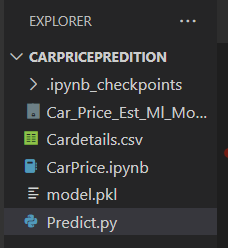 EXPLORER
CARPRICEPREDITION
.ipynb_checkpoints
Car_Price_Est_Ml_Mo...
Cardetails.csv
CarPrice.ipynb
model.pkl
Predict.py